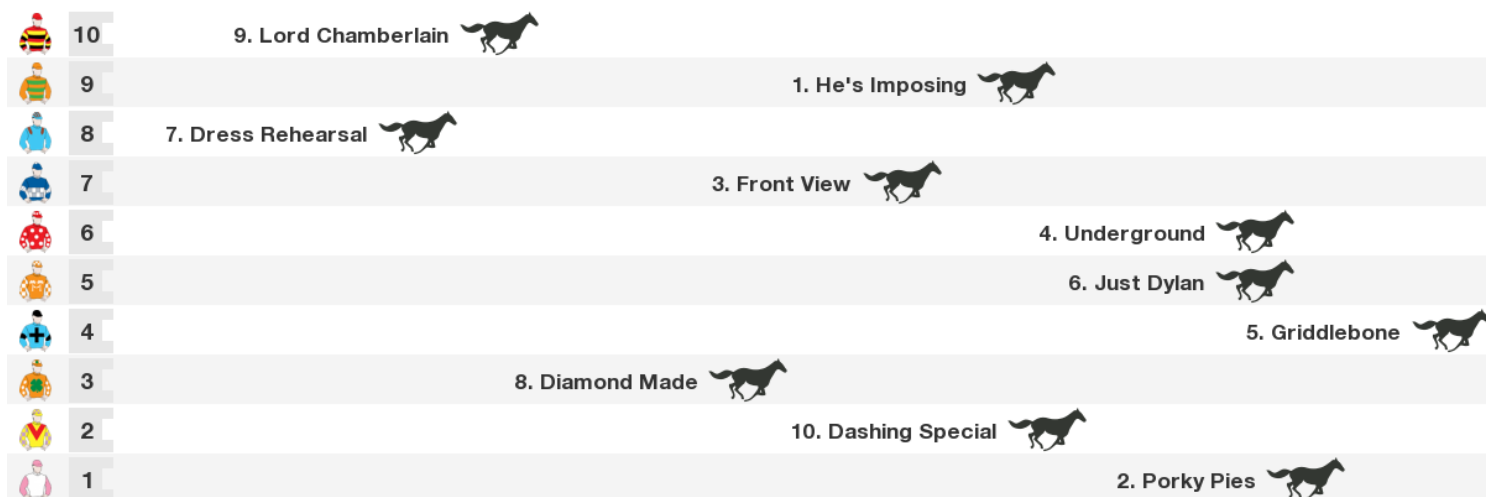 10 9. Lord Chamberlain
9 1. He's Imposing
8 7. Dress Rehearsal
7 3. Front View
6 4. Underground
5 6. Just Dylan
4 5. Griddlebone
3 8. Diamond Made
2 10. Dashing Special
1 2. Porky Pies